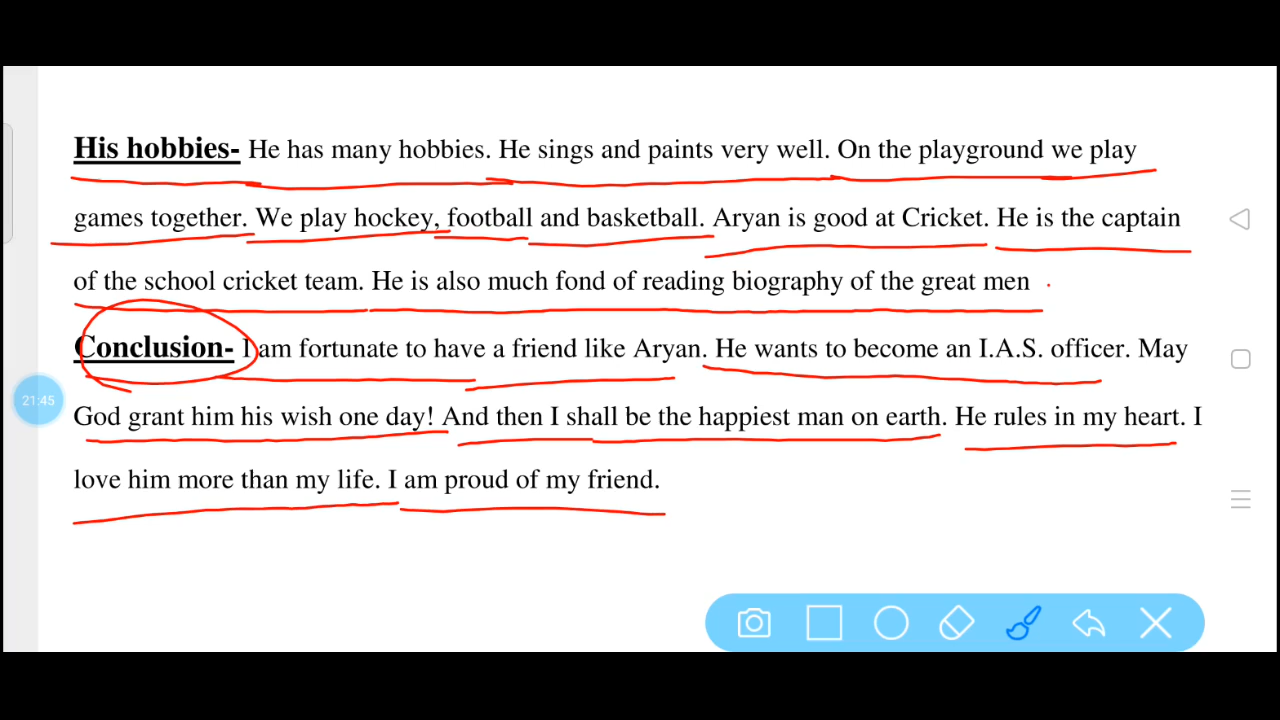 His hobbies- He has many hobbies. He sings and paints very well. On the playground we play
games together. We play hockey, football and basketball. Aryan is good at Cricket. He is the captain
of the school cricket team. He is also much fond of reading biography of the great men
Conclusion- I am fortunate to have a friend like Aryan. He wants to become an I.A.S. officer. May
21:45
God grant him his wish one day! And then I shall be the happiest man on earth. He rules in my heart. I
love him more than my life. I am proud of my friend.